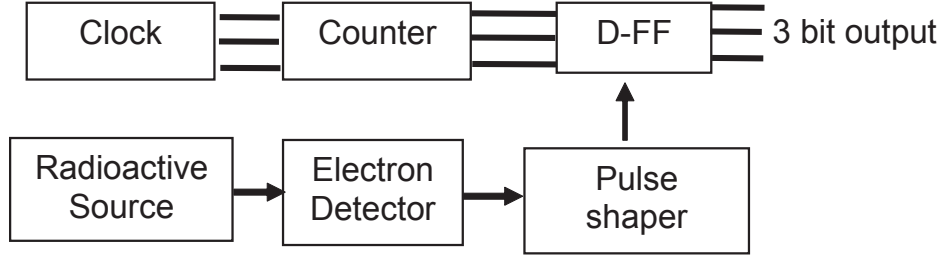 Clock
Counter
D-FF
3 bit output
Radioactive
Source
Electron
Detector
Pulse
shaper